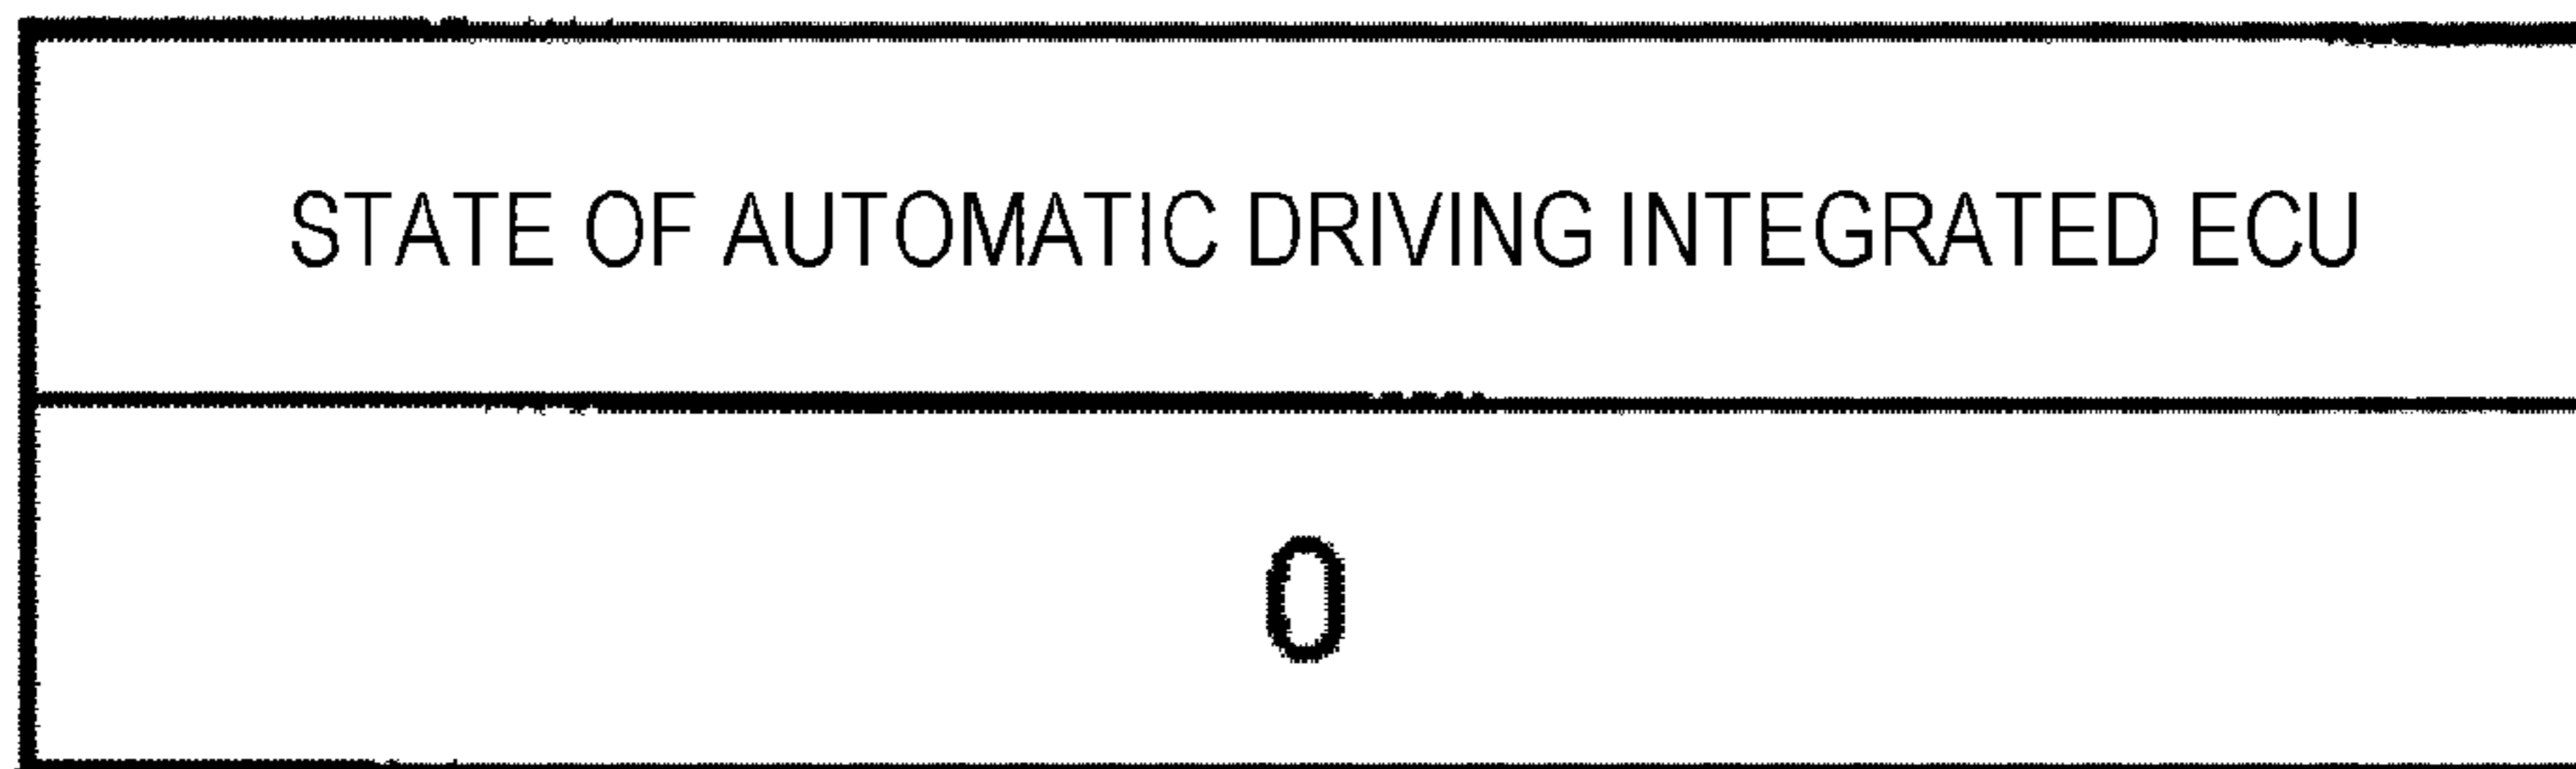 STATE OF AUTOMATIC DRIVING INTEGRATED ECU
0